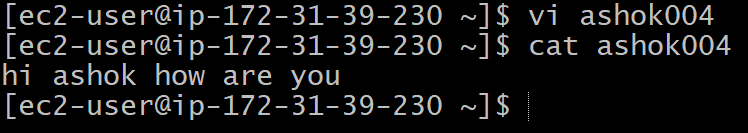 [ec2-user@ip-172-31-39-230 ~]$ vi ashok004
[ec2-user@ip-172-31-39-230 ~]$ cat ashok004
hi ashok how are you
[ec2-user@ip-172-31-39-230 ~]$